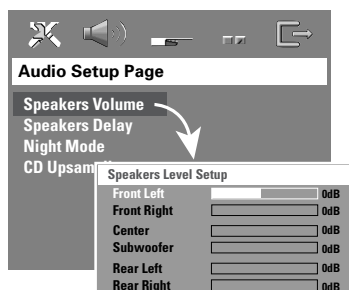 Audio Setup Page
Speakers Volume
Speakers Delay
Night Mode
CD
Speakers Level Setup
Front Left 0dB
Front Right 0dB
Center 0dB
Subwoofer 0dB
Rear Left 0dB
Rear Right 0dB